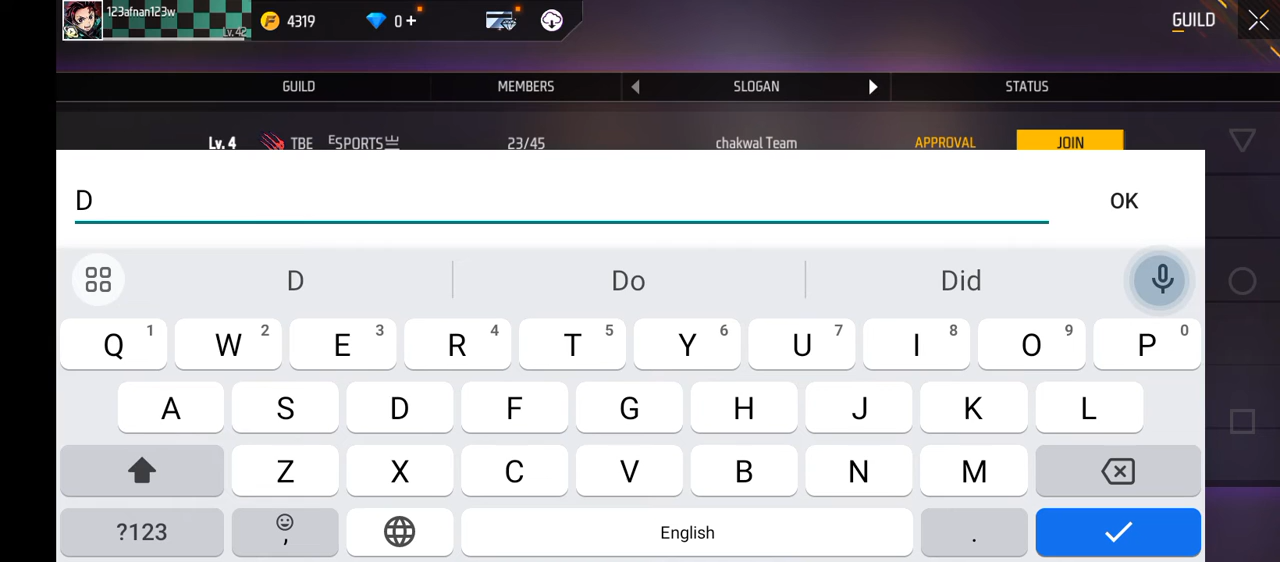 123afnan123w
Lv. 42
4319
0 +
GUILD
GUILD MEMBERS SLOGAN STATUS
Lv. 4 TBE ESPORTS 23/45 chakwal Team APPROVAL JOIN
D OK
D Do Did
Q 1 W 2 E 3 R 4 T 5 Y 6 U 7 I 8 O 9 P 0
A S D F G H J K L
Z X C V B N M
?123 , English .